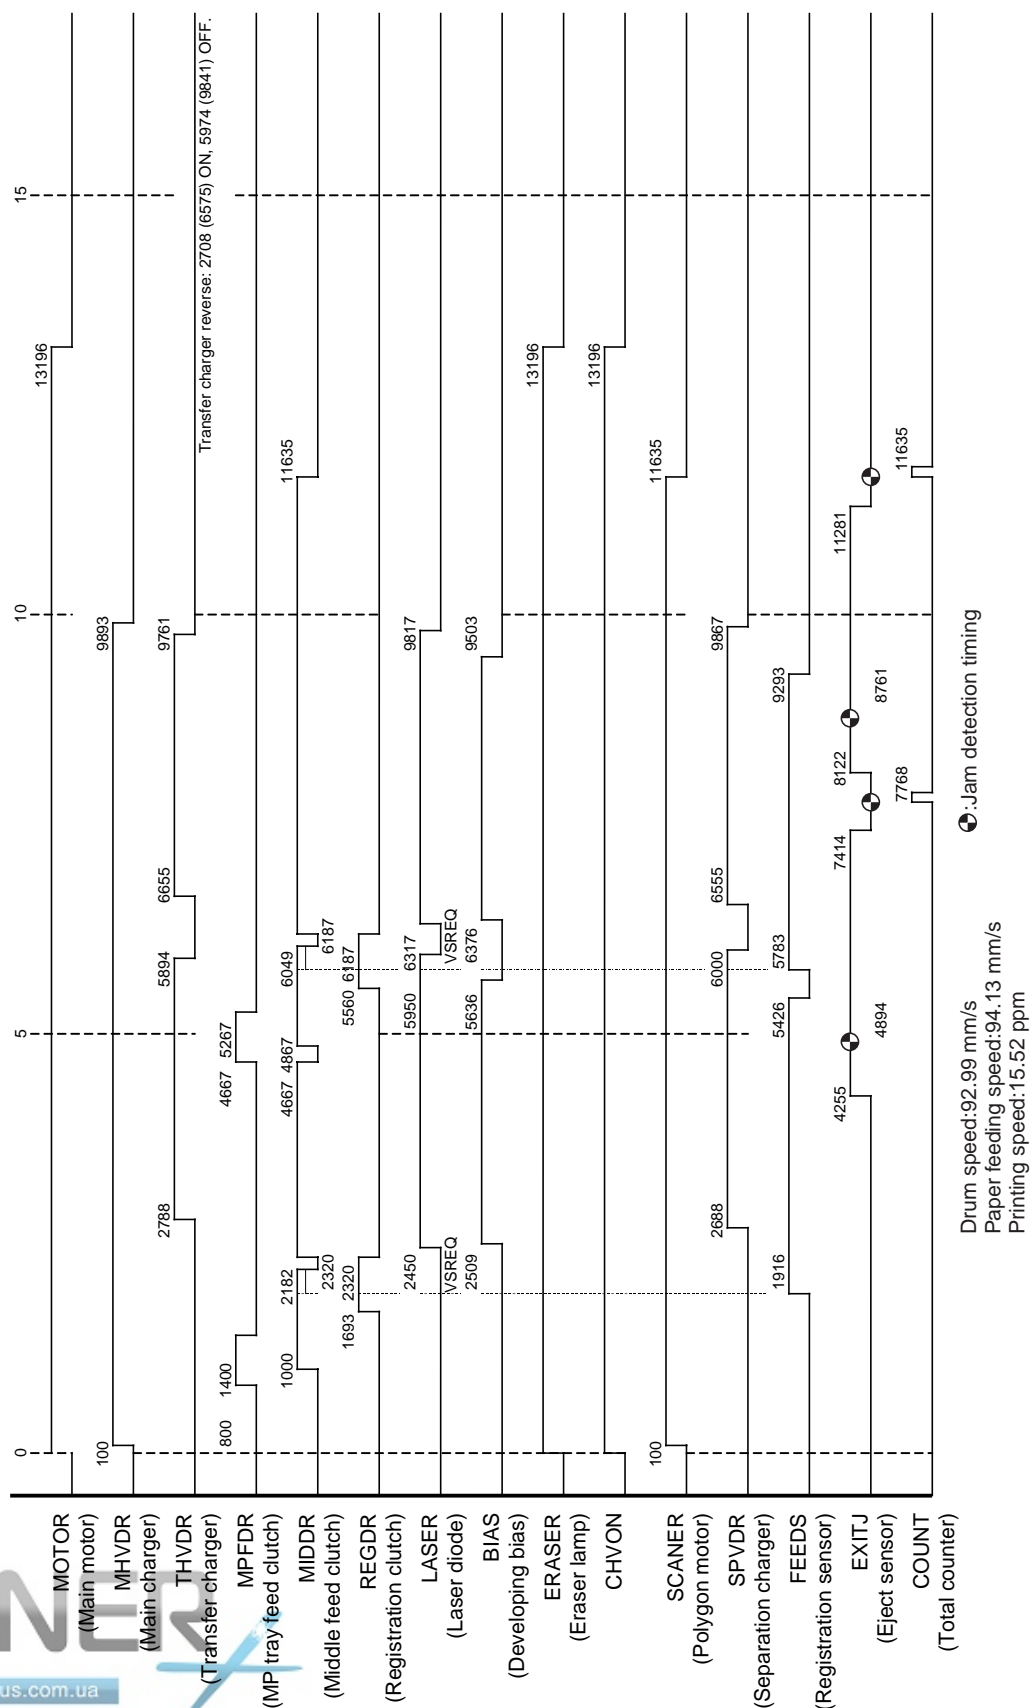 0
5
10
15
MOTOR
(Main motor)
13196
MHVDR
(Main charger)
100
9893
THVDR
(Transfer charger)
2788
5894
6655
9761
Transfer charger reverse: 2708 (6575) ON, 5974 (9841) OFF.
MPFDR
(MP tray feed clutch)
800
1400
4667
5267
MIDDR
(Middle feed clutch)
1000
2182
2320
4667
4867
6049
6187
11635
REGDR
(Registration clutch)
1693
2320
5560
6187
LASER
(Laser diode)
2450
VSREQ
5950
6317
VSREQ
9817
BIAS
(Developing bias)
2509
5636
6376
9503
ERASER
(Eraser lamp)
13196
CHVON
13196
SCANER
(Polygon motor)
100
11635
SPVDR
(Separation charger)
2688
6000
6555
9867
FEEDS
(Registration sensor)
1916
5426
5783
9293
EXITJ
(Eject sensor)
4255
4894
7414
8122
8761
11281
COUNT
(Total counter)
7768
11635
:Jam detection timing
Drum speed:92.99 mm/s
Paper feeding speed:94.13 mm/s
Printing speed:15.52 ppm
NER
us.com.ua